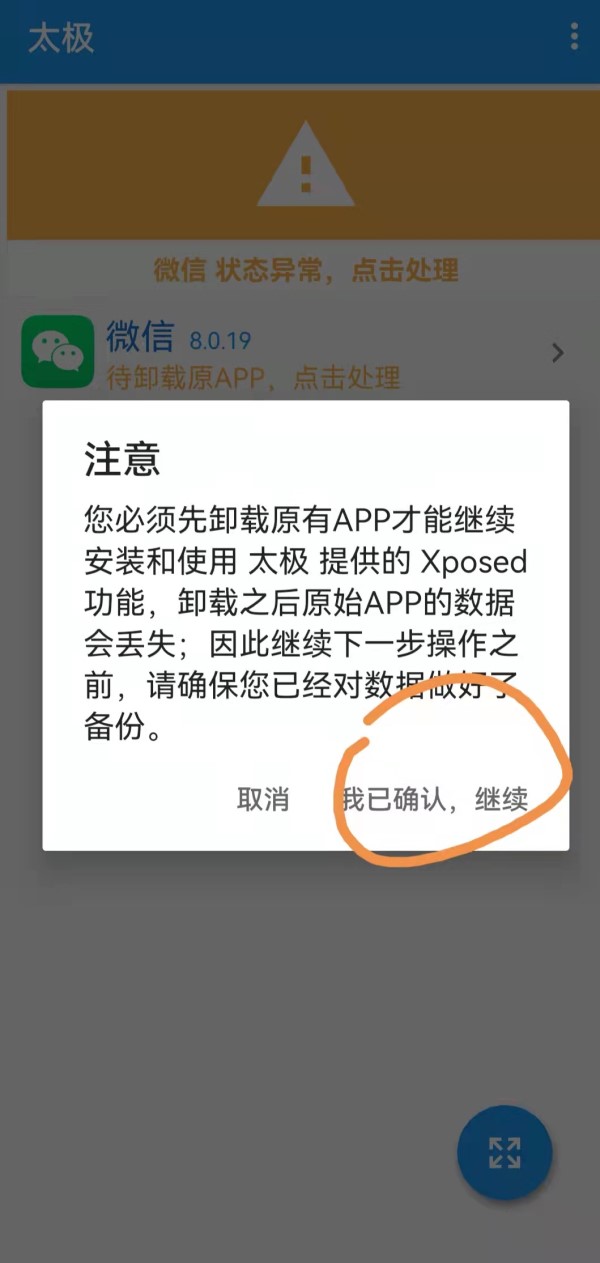 太极
微信 状态异常，点击处理
微信 8.0.19
待卸载原APP，点击处理
注意
您必须先卸载原有APP才能继续
安装和使用 太极 提供的 Xposed
功能，卸载之后原始APP的数据
会丢失；因此继续下一步操作之
前，请确保您已经对数据做好了
备份。
取消 我已确认，继续